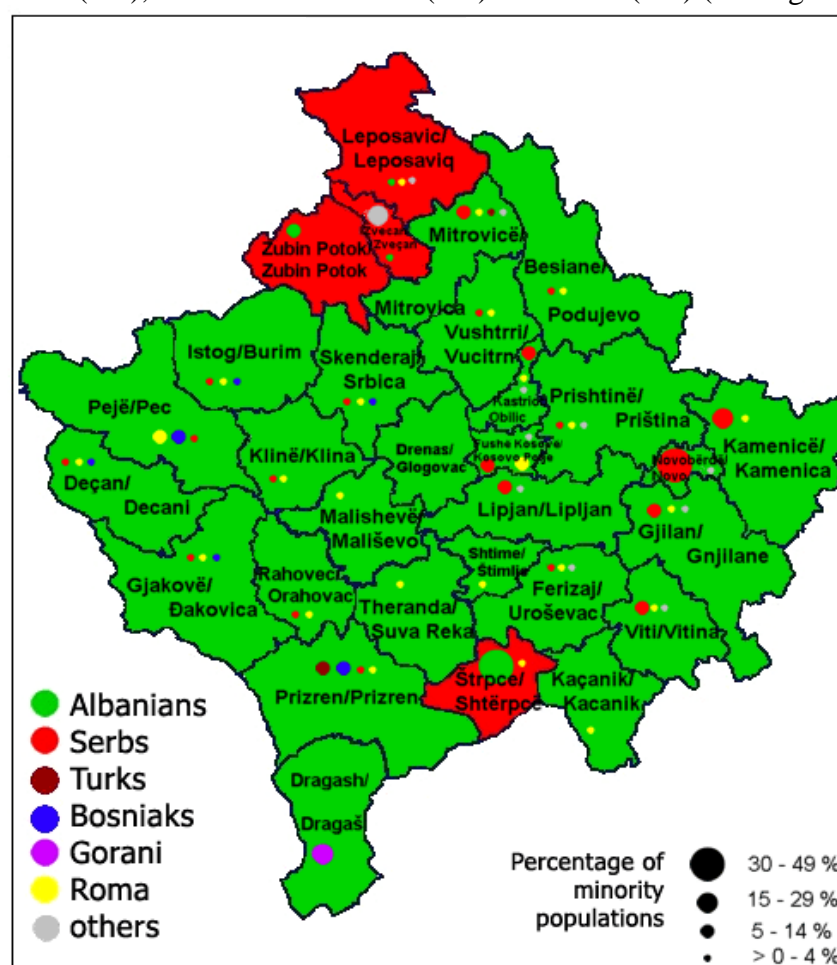 Leposavic/
Leposaviq
Zvecan/
Zveçan
Mitrovicë/
Mitrovica
Zubin Potok/
Zubin Potok
Besiane/
Podujevo
Istog/Burim
Skenderaj/
Srbica
Vushtrri/
Vucitrn
Pejë/Pec
Kastriot/
Obilic
Prishtinë/
Priština
Klinë/Klina
Drenas/
Glogovac
Fushe Kosove/
Kosovo Polje
Novobërdë/
Novo
Kamenicë/
Kamenica
Deçan/
Decani
Malishevë/
Mališevo
Lipjan/Lipljan
Gjilan/
Gnjilane
Gjakovë/
Đakovica
Rahovec/
Orahovac
Theranda/
Suva Reka
Shtime/
Štimlje
Ferizaj/
Uroševac
Viti/Vitina
Prizren/Prizren
Štrpce/
Shtërpcë
Kaçanik/
Kacanik
Dragash/
Dragaš
Albanians
Serbs
Turks
Bosniaks
Gorani
Roma
others
Percentage of
minority
populations
30 - 49 %
15 - 29 %
5 - 14 %
> 0 - 4 %